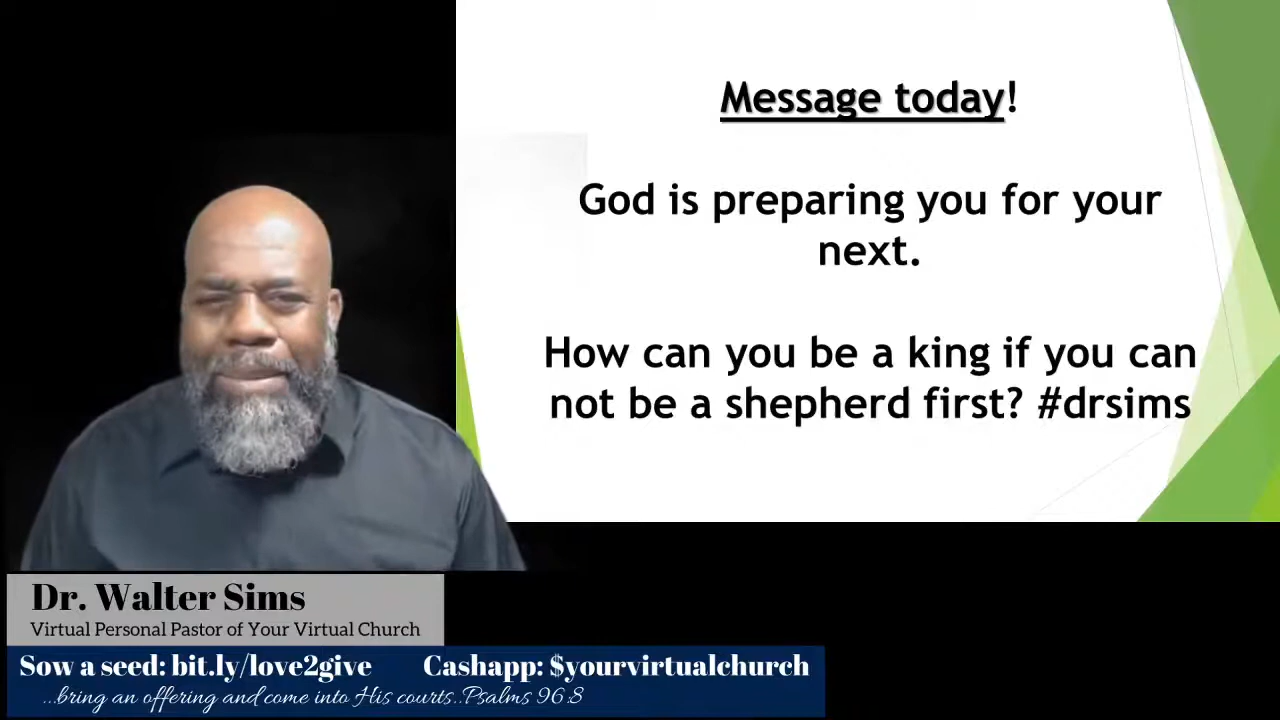 Message today!
God is preparing you for your
next.
How can you be a king if you can
not be a shepherd first? #drsims
Dr. Walter Sims
Virtual Personal Pastor of Your Virtual Church
Sow a seed: bit.ly/love2give Cashapp: $yourvirtualchurch
...bring an offering and come into His courts..Psalms 96:8